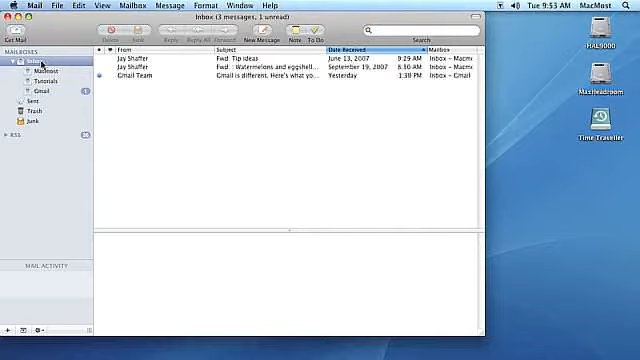 Mail File Edit View Mailbox Message Format Window Help Tue 9:53 AM MacMost
Inbox (3 messages, 1 unread)
Get Mail Delete Junk Reply Reply All Forward New Message Note To Do Search
MAILBOXES
From Subject Date Received Mailbox
Inbox
Jay Shaffer Fwd: Tip ideas June 13, 2007 9:29 AM Inbox - Macmo
Jay Shaffer Fwd: : Watermelons and eggshell... September 19, 2007 6:50 AM Inbox - Macmo
Gmail Team Gmail is different. Here's what yo... Yesterday 1:38 PM Inbox - Gmail
Macmost
Tutorials
Gmail 1
Sent
Trash
Junk
RSS
MAIL ACTIVITY
HAL9000
MaxHeadroom
Time Traveller